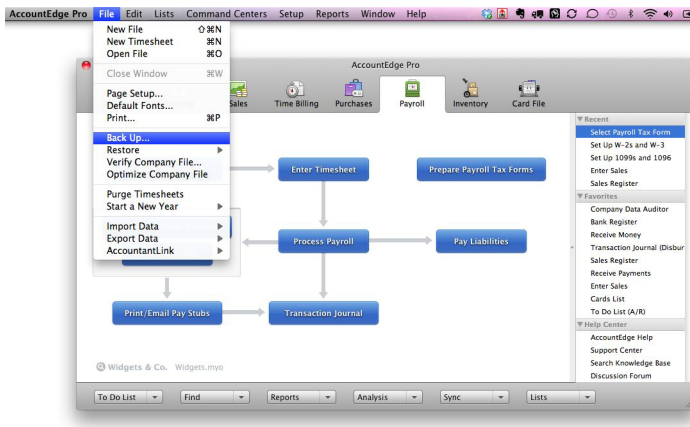 AccountEdge Pro File Edit Lists Command Centers Setup Reports Window Help
New File ⇧⌘N
New Timesheet ⌘N
Open File ⌘O
Close Window ⌘W
Page Setup...
Default Fonts...
Print... ⌘P
Back Up...
Restore
Verify Company File...
Optimize Company File
Purge Timesheets
Start a New Year
Import Data
Export Data
AccountantLink
AccountEdge Pro
Sales Time Billing Purchases Payroll Inventory Card File
Enter Timesheet Prepare Payroll Tax Forms
Process Payroll Pay Liabilities
Print/Email Pay Stubs Transaction Journal
Widgets & Co. Widgets.myo
Recent
Select Payroll Tax Form
Set Up W-2s and W-3
Set Up 1099s and 1096
Enter Sales
Sales Register
Favorites
Company Data Auditor
Bank Register
Receive Money
Transaction Journal (Disbur
Sales Register
Receive Payments
Enter Sales
Cards List
To Do List (A/R)
Help Center
AccountEdge Help
Support Center
Search Knowledge Base
Discussion Forum
To Do List Find Reports Analysis Sync Lists